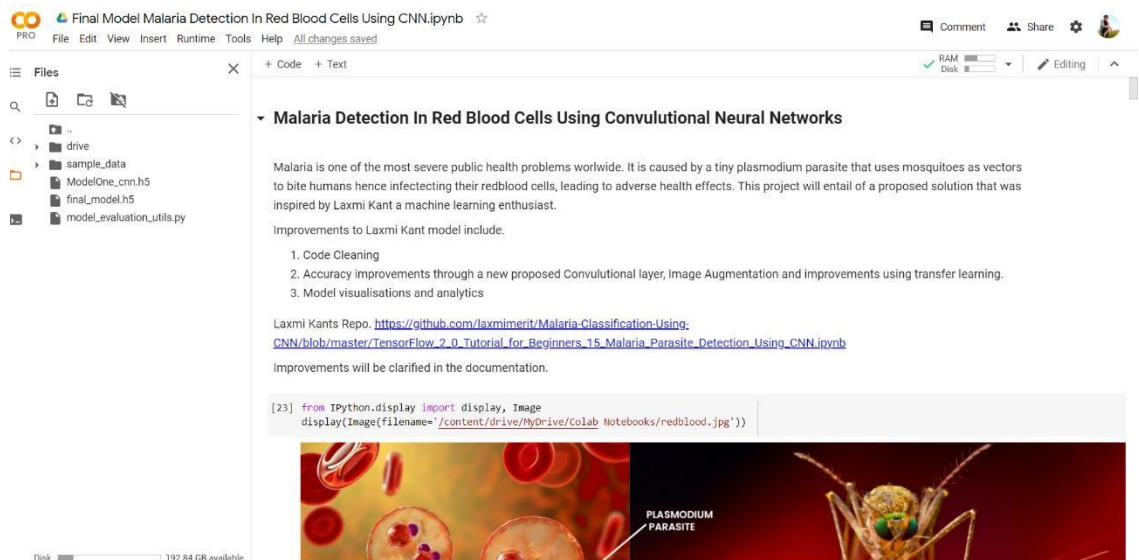 Final Model Malaria Detection In Red Blood Cells Using CNN.ipynb
PRO
File Edit View Insert Runtime Tools Help All changes saved
Comment Share
Files
+ Code + Text
RAM
Disk
Editing
..
drive
sample_data
ModelOne_cnn.h5
final_model.h5
model_evaluation_utils.py
Malaria Detection In Red Blood Cells Using Convulutional Neural Networks
Malaria is one of the most severe public health problems worlwide. It is caused by a tiny plasmodium parasite that uses mosquitoes as vectors
to bite humans hence infectecting their redblood cells, leading to adverse health effects. This project will entail of a proposed solution that was
inspired by Laxmi Kant a machine learning enthusiast.
Improvements to Laxmi Kant model include.
1. Code Cleaning
2. Accuracy improvements through a new proposed Convulutional layer, Image Augmentation and improvements using transfer learning.
3. Model visualisations and analytics
Laxmi Kants Repo. https://github.com/laxmimerit/Malaria-Classification-Using-
CNN/blob/master/TensorFlow_2_0_Tutorial_for_Beginners_15_Malaria_Parasite_Detection_Using_CNN.ipynb
Improvements will be clarified in the documentation.
[23] from IPython.display import display, Image
display(Image(filename='/content/drive/MyDrive/Colab Notebooks/redblood.jpg'))
PLASMODIUM
PARASITE
Disk 192.84 GB available